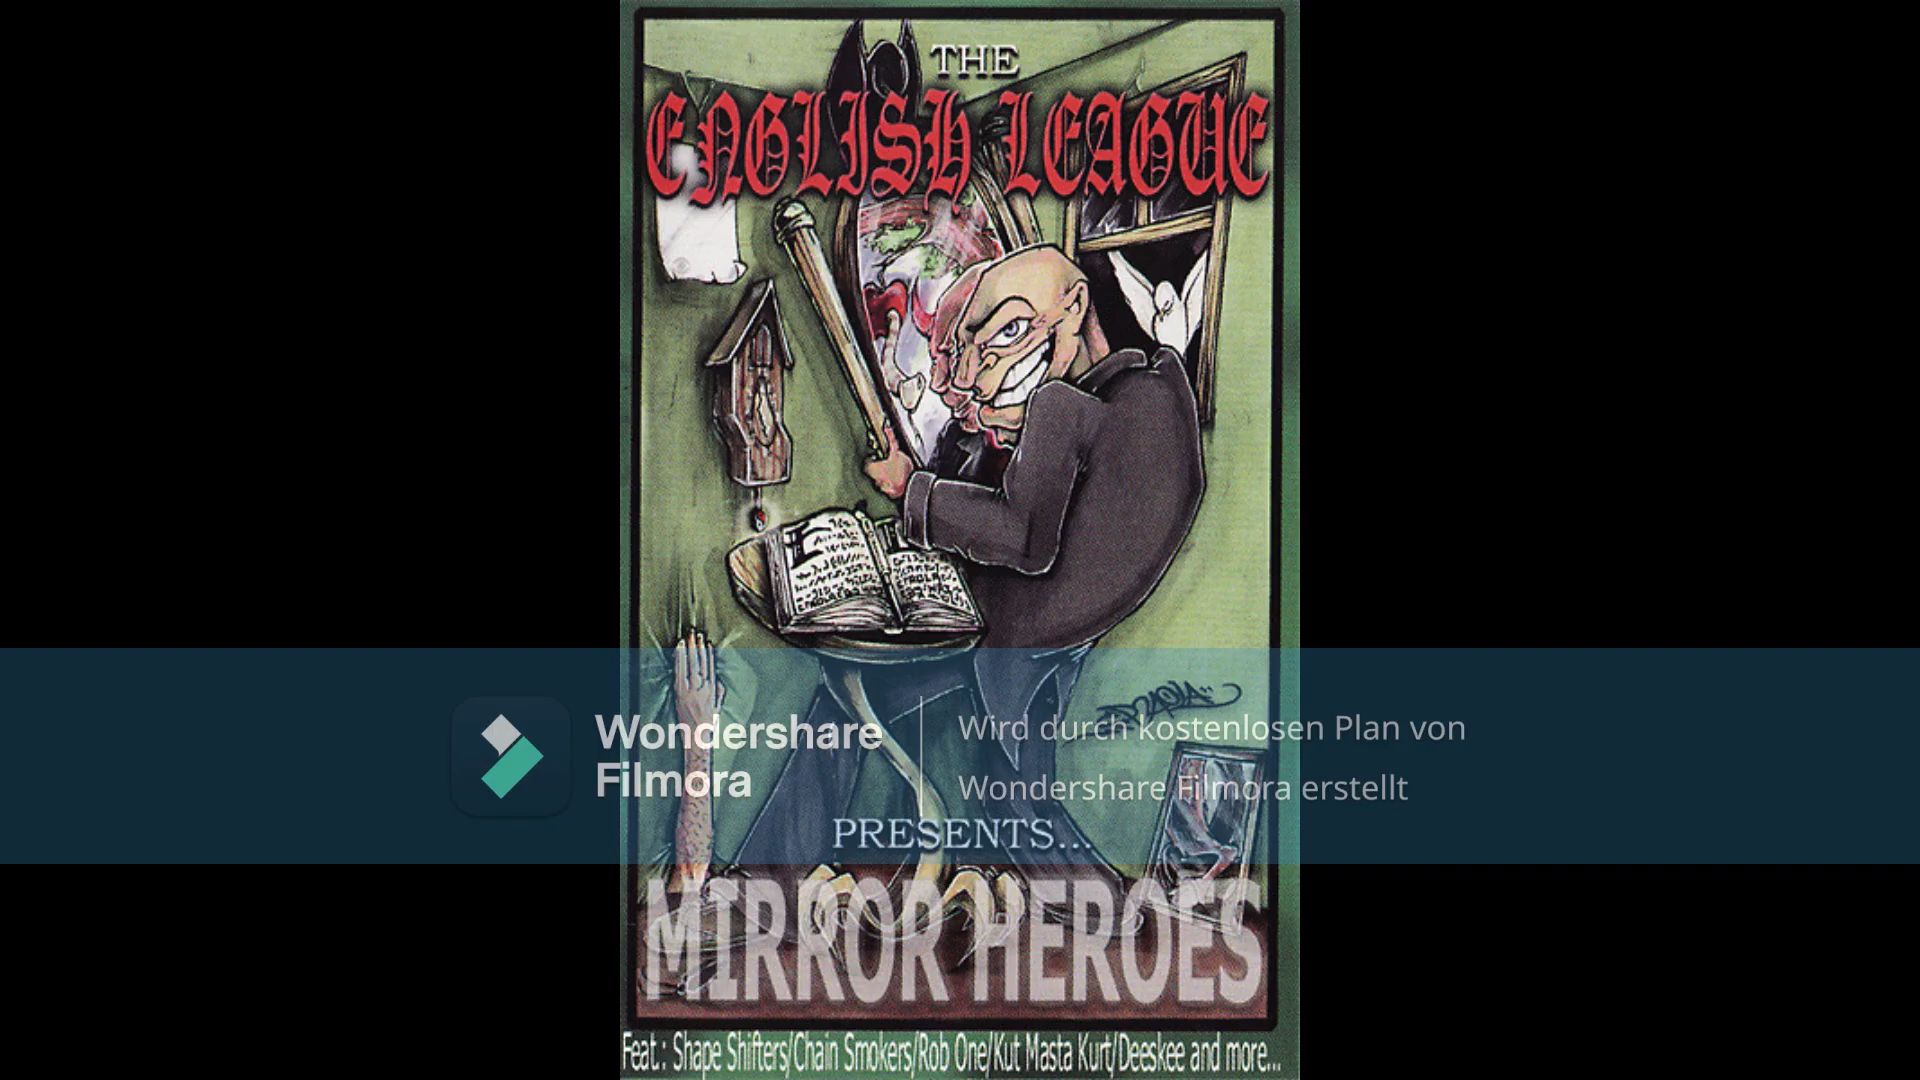 THE
ENGLISH LEAGUE
Wondershare
Filmora
Wird durch kostenlosen Plan von
Wondershare Filmora erstellt
PRESENTS...
MIRROR HEROES
Feat.: Shape Shifters/Chain Smokers/Rob One/Kut Masta Kurt/Deeskee and more...